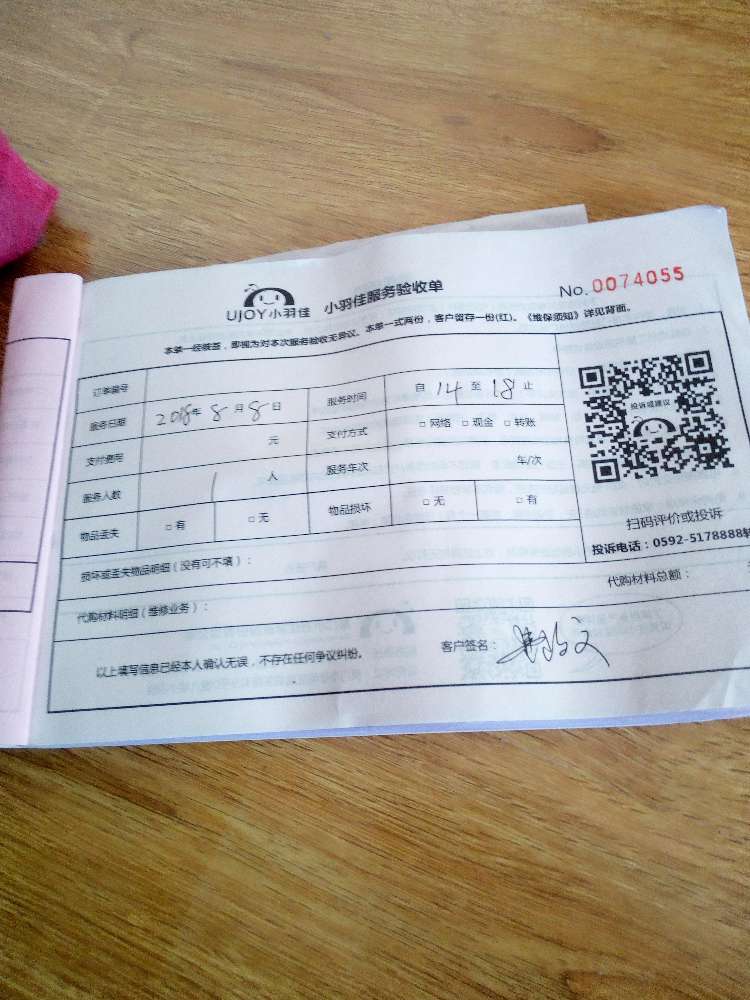 UJOY小羽佳 小羽佳服务验收单 No.0074055
本单一经核签，即视为对本次服务验收无异议。本单一式两份，客户留存一份(红)。《维保须知》详见背面。
订单编号
服务日期 2018年 8月8日 服务时间 自 14 至 18 止
支付费用 元 支付方式 □ 网络 □ 现金 □ 转账
服务人数 1 人 服务车次 车/次
物品丢失 □ 有 □ 无 物品损坏 □ 无 □ 有
投诉或建议
扫码评价或投诉
投诉电话：0592-5178888转
损坏或丢失物品明细（没有可不填）：
代购材料明细（维修业务）： 代购材料总额：
以上填写信息已经本人确认无误，不存在任何争议纠纷。 客户签名：